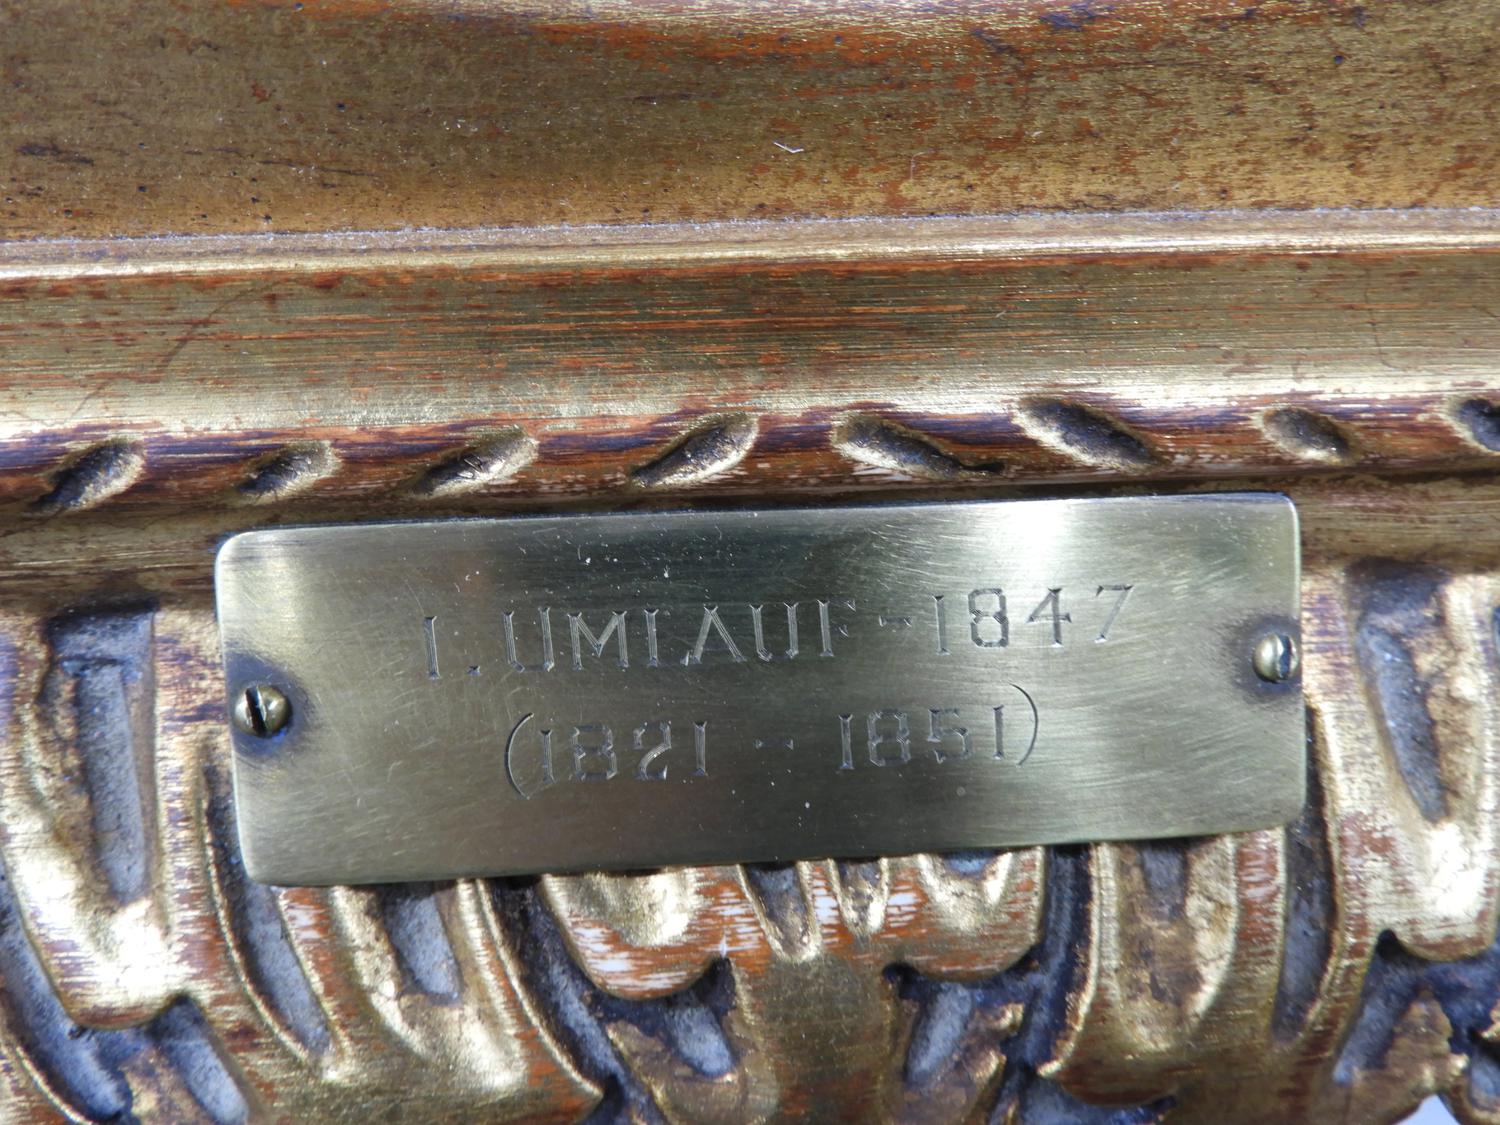 I. UMLAUF - 1847
(1821 - 1851)